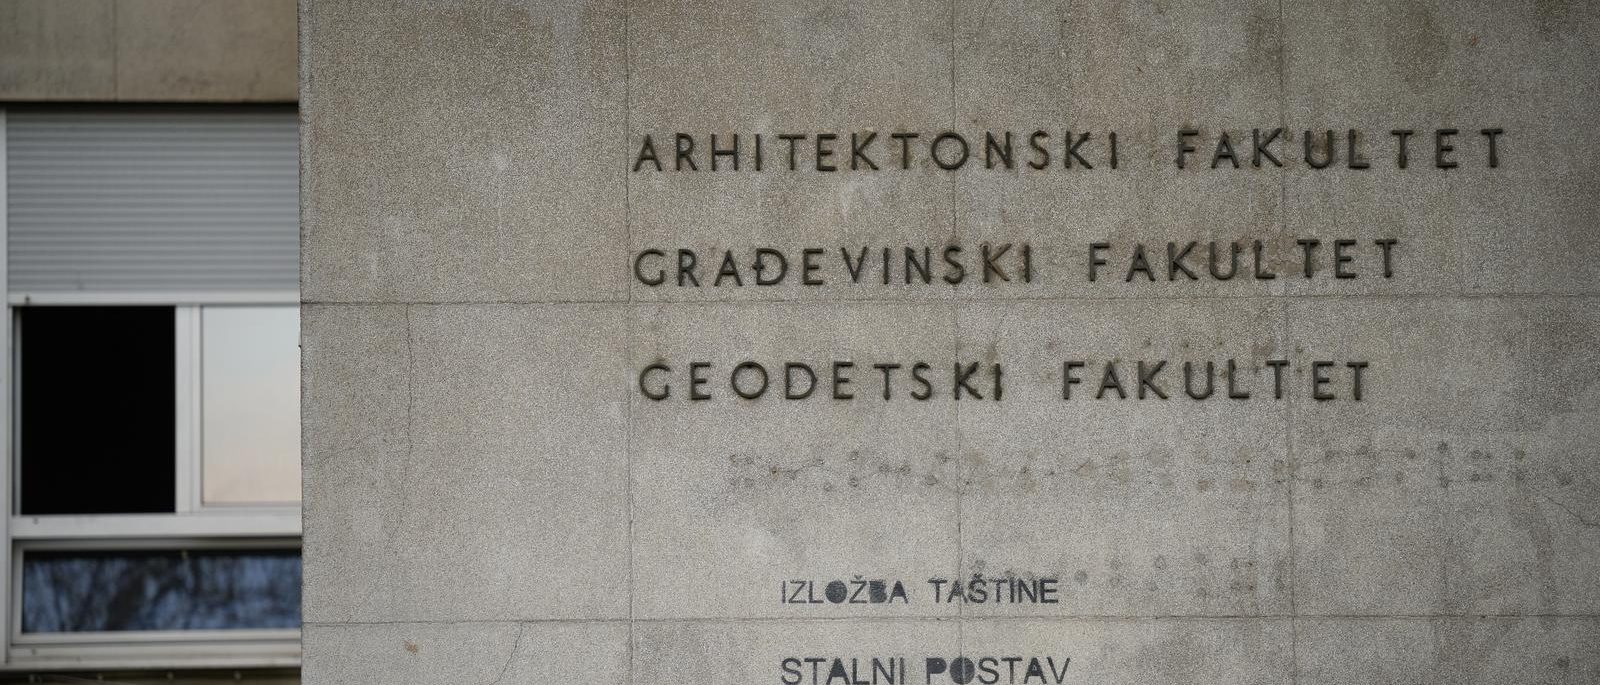 ARHITEKTONSKI FAKULTET
GRAĐEVINSKI FAKULTET
GEODETSKI FAKULTET
IZLOŽBA TAŠTINE
STALNI POSTAV